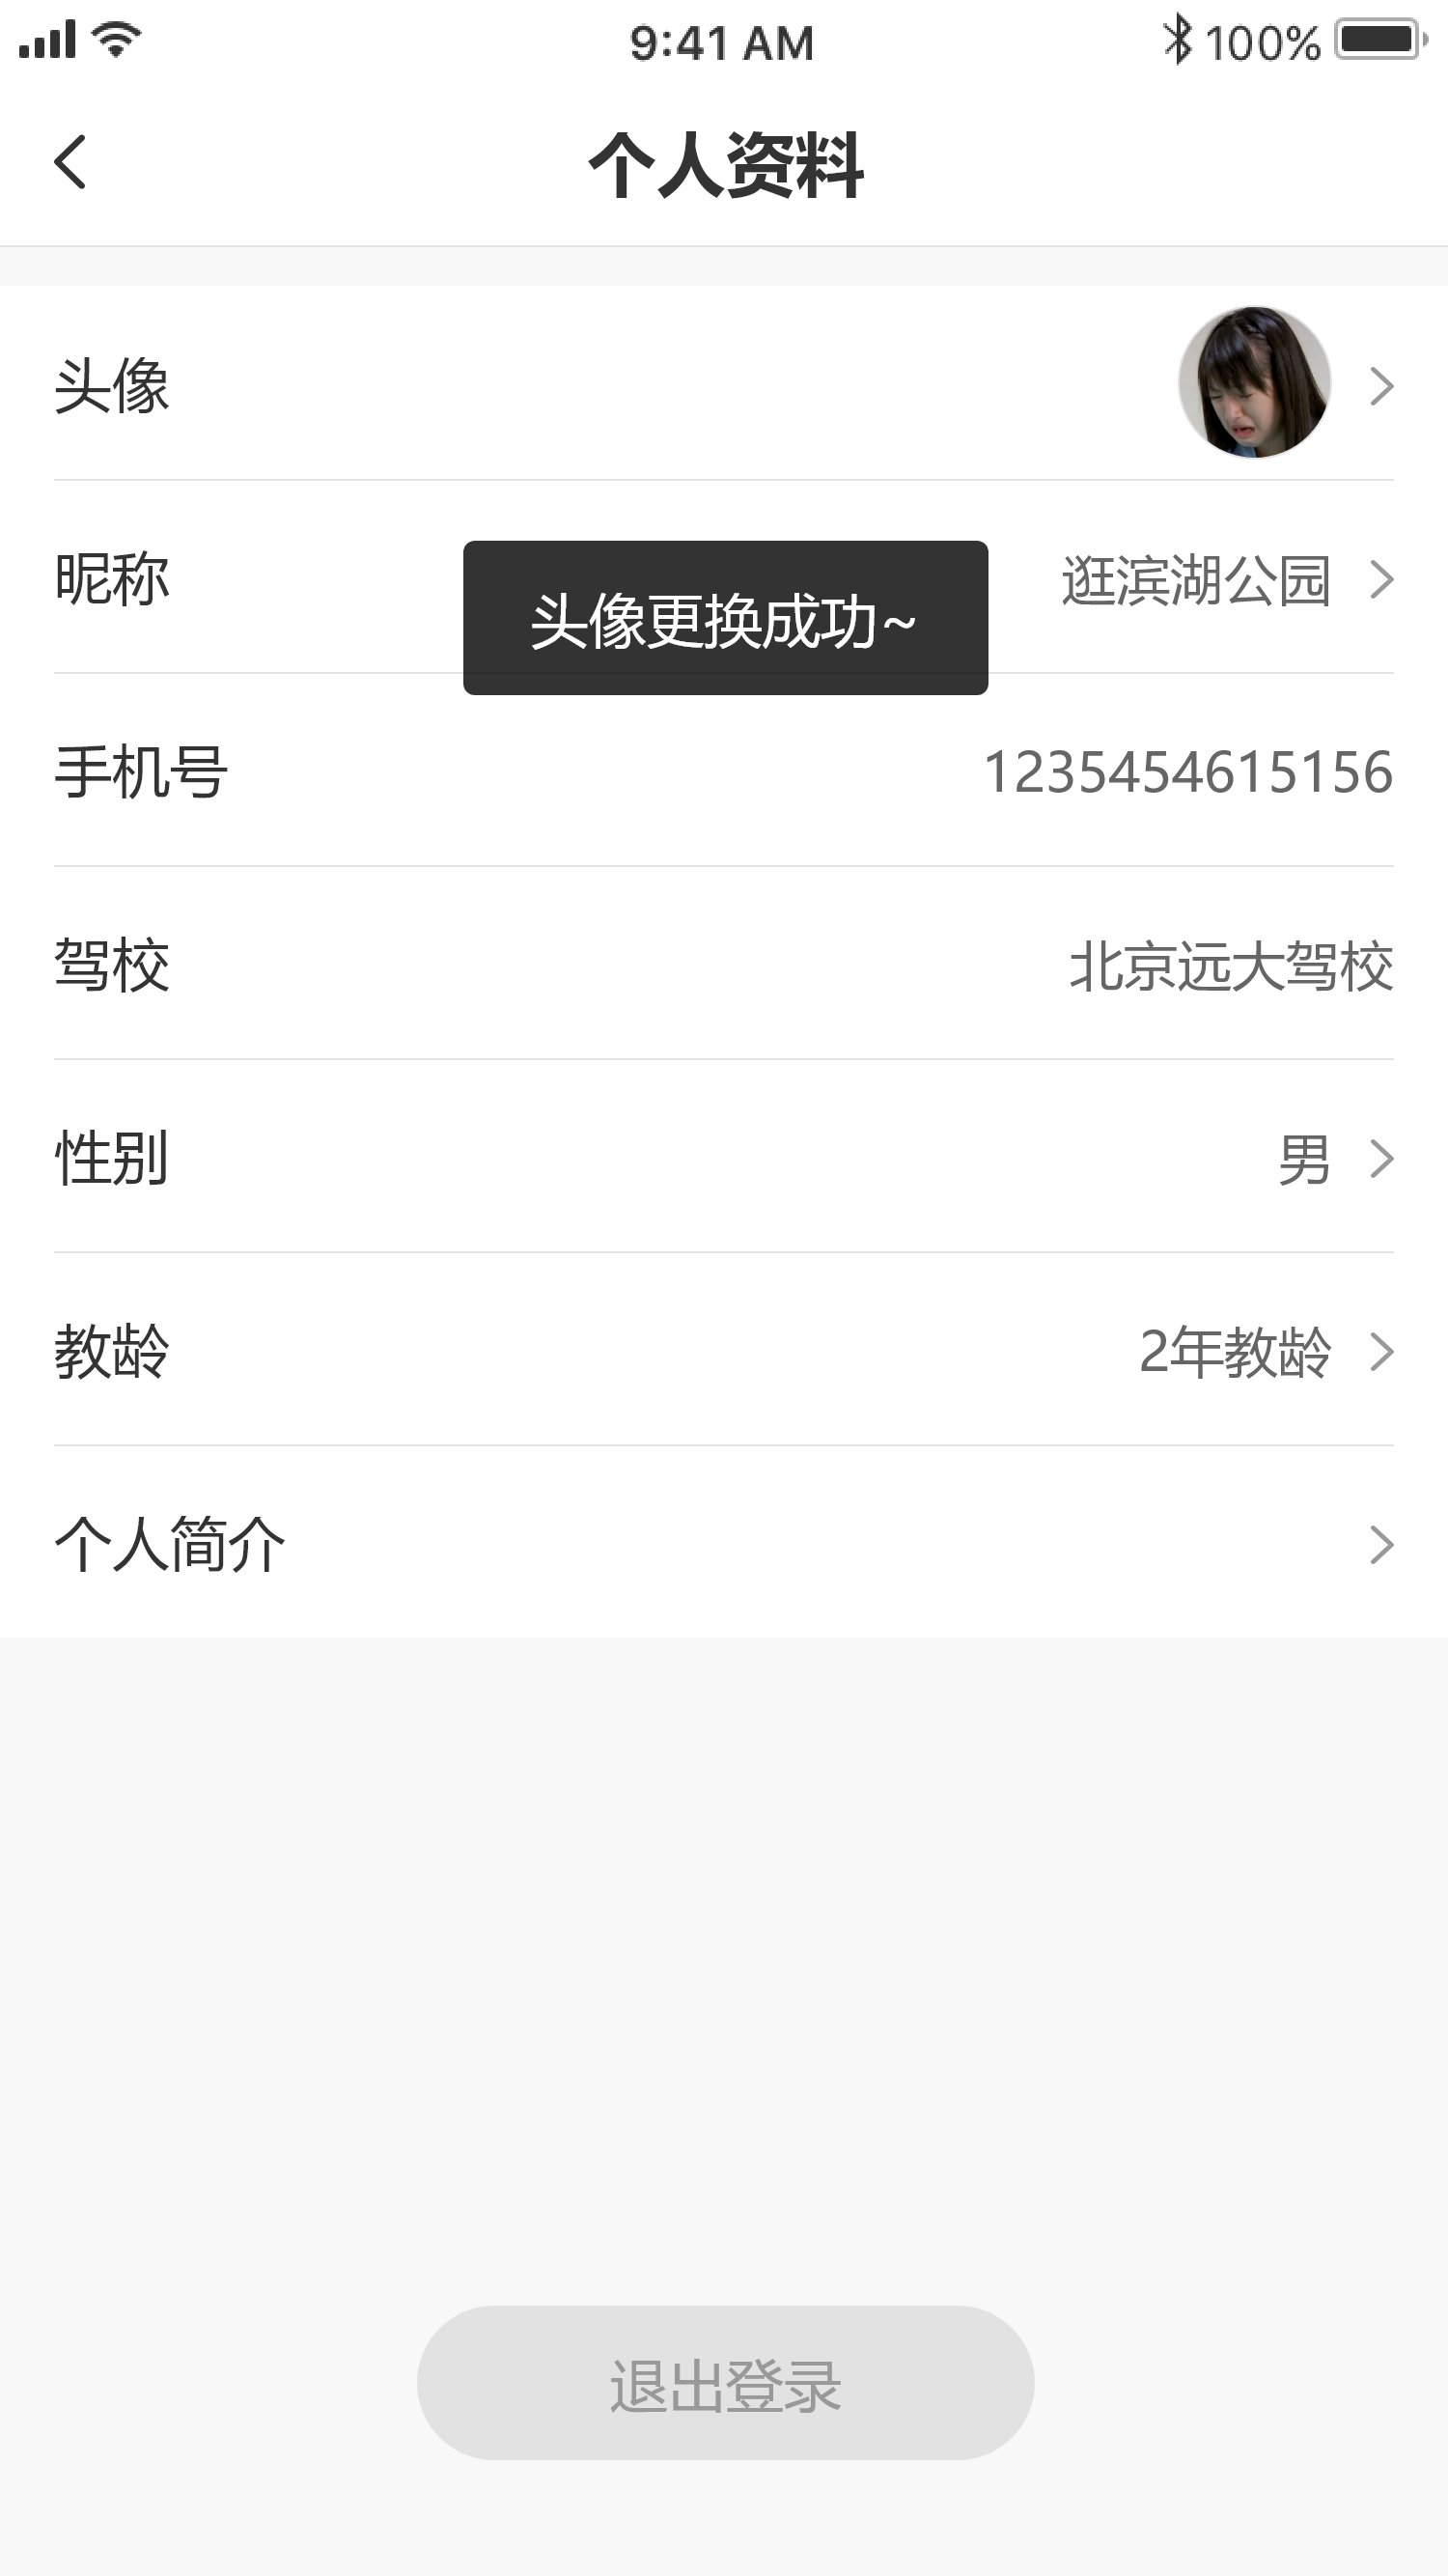 9:41 AM
100%
个人资料
头像
昵称
逛滨湖公园
头像更换成功~
手机号
1235454615156
驾校
北京远大驾校
性别
男
教龄
2年教龄
个人简介
退出登录